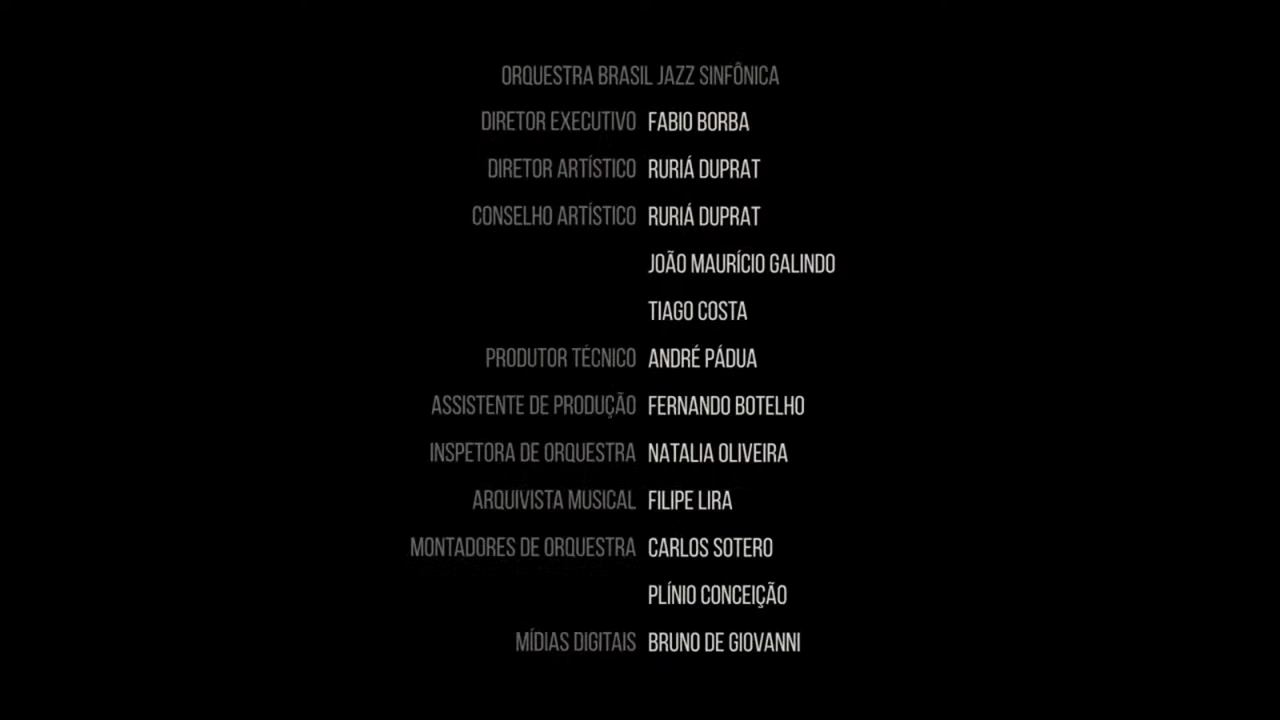 ORQUESTRA BRASIL JAZZ SINFÔNICA
DIRETOR EXECUTIVO FABIO BORBA
DIRETOR ARTÍSTICO RURIÁ DUPRAT
CONSELHO ARTÍSTICO RURIÁ DUPRAT
JOÃO MAURÍCIO GALINDO
TIAGO COSTA
PRODUTOR TÉCNICO ANDRÉ PÁDUA
ASSISTENTE DE PRODUÇÃO FERNANDO BOTELHO
INSPETORA DE ORQUESTRA NATALIA OLIVEIRA
ARQUIVISTA MUSICAL FILIPE LIRA
MONTADORES DE ORQUESTRA CARLOS SOTERO
PLÍNIO CONCEIÇÃO
MÍDIAS DIGITAIS BRUNO DE GIOVANNI